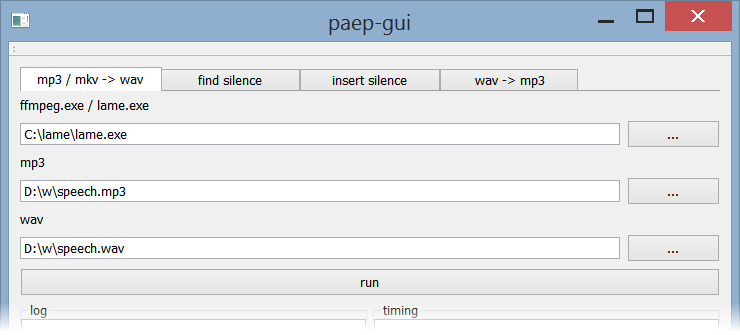 paep-gui
mp3 / mkv -> wav find silence insert silence wav -> mp3
ffmpeg.exe / lame.exe
C:\lame\lame.exe ...
mp3
D:\w\speech.mp3 ...
wav
D:\w\speech.wav ...
run
log timing